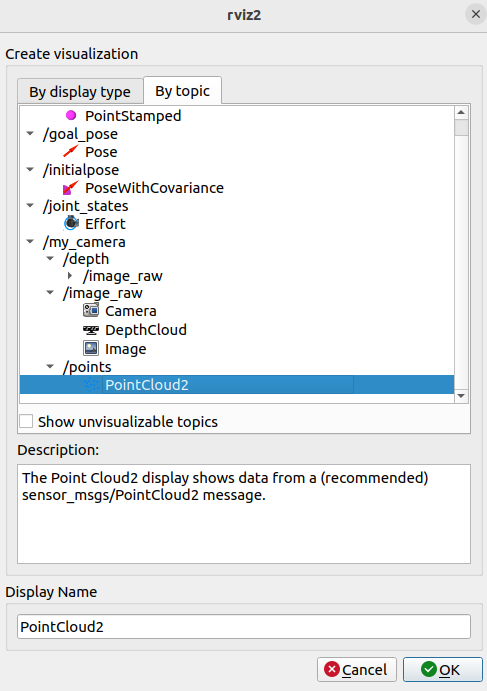 rviz2
Create visualization
By display type
By topic
PointStamped
/goal_pose
Pose
/initialpose
PoseWithCovariance
/joint_states
Effort
/my_camera
/depth
/image_raw
/image_raw
Camera
DepthCloud
Image
/points
PointCloud2
Show unvisualizable topics
Description:
The Point Cloud2 display shows data from a (recommended)
sensor_msgs/PointCloud2 message.
Display Name
PointCloud2
Cancel
OK